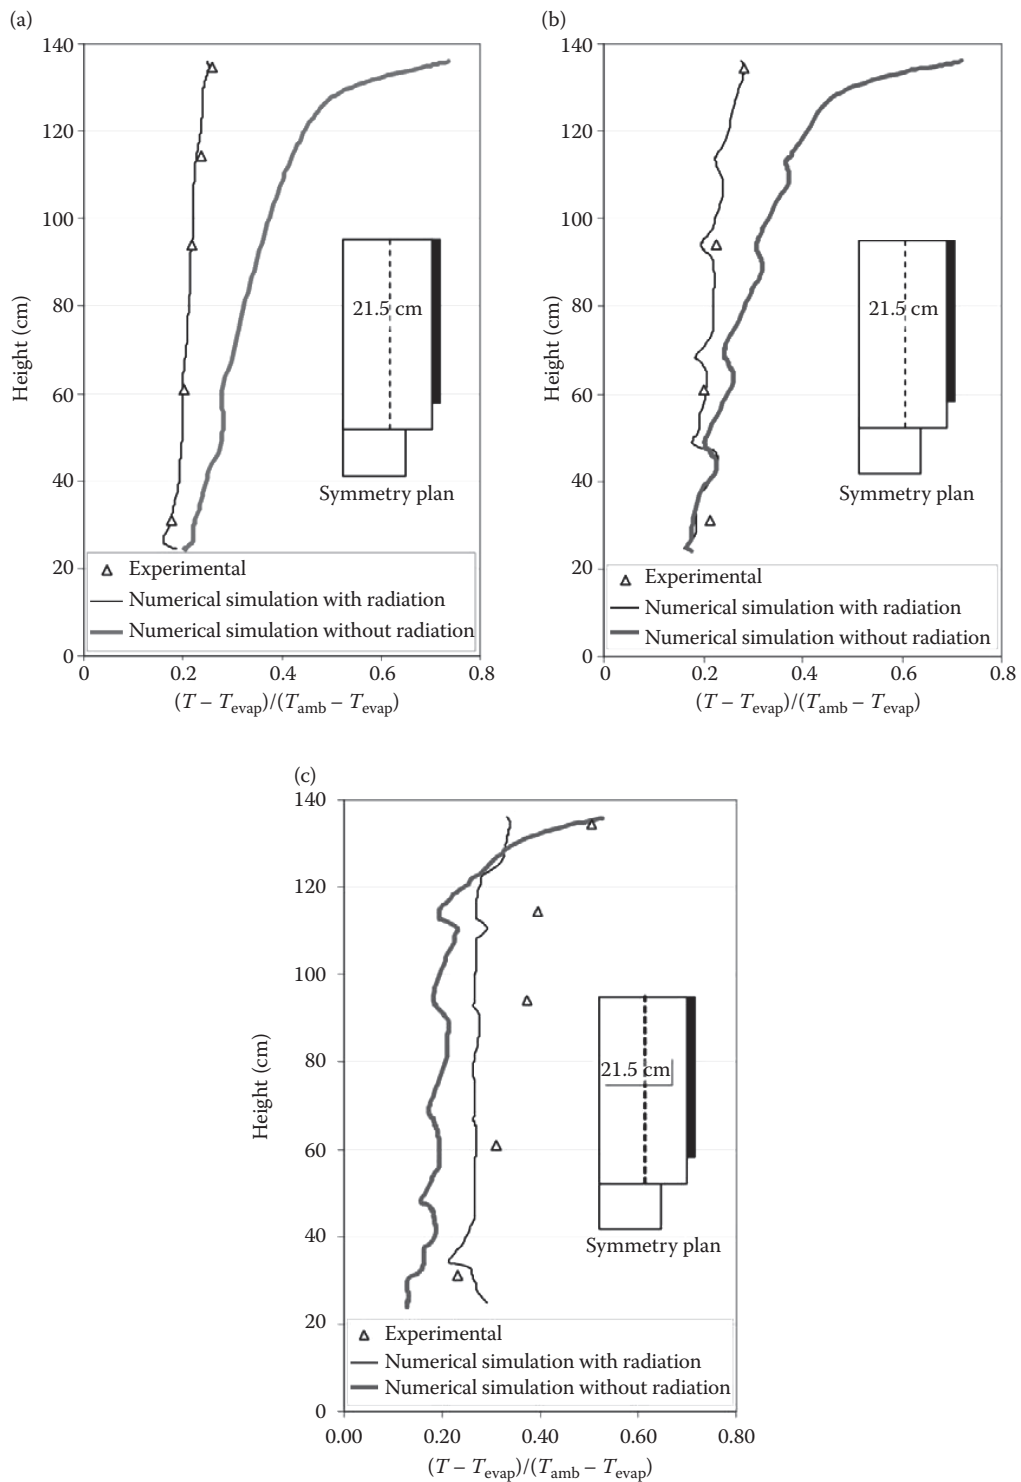 (a)
140
120
100
80
60
40
20
0
Height (cm)
21.5 cm
Symmetry plan
Experimental
Numerical simulation with radiation
Numerical simulation without radiation
0 0.2 0.4 0.6 0.8
(T – Tevap)/(Tamb – Tevap)
(b)
140
120
100
80
60
40
20
0
Height (cm)
21.5 cm
Symmetry plan
Experimental
Numerical simulation with radiation
Numerical simulation without radiation
0 0.2 0.4 0.6 0.8
(T – Tevap)/(Tamb – Tevap)
(c)
140
120
100
80
60
40
20
0
Height (cm)
21.5 cm
Symmetry plan
Experimental
Numerical simulation with radiation
Numerical simulation without radiation
0.00 0.20 0.40 0.60 0.80
(T – Tevap)/(Tamb – Tevap)